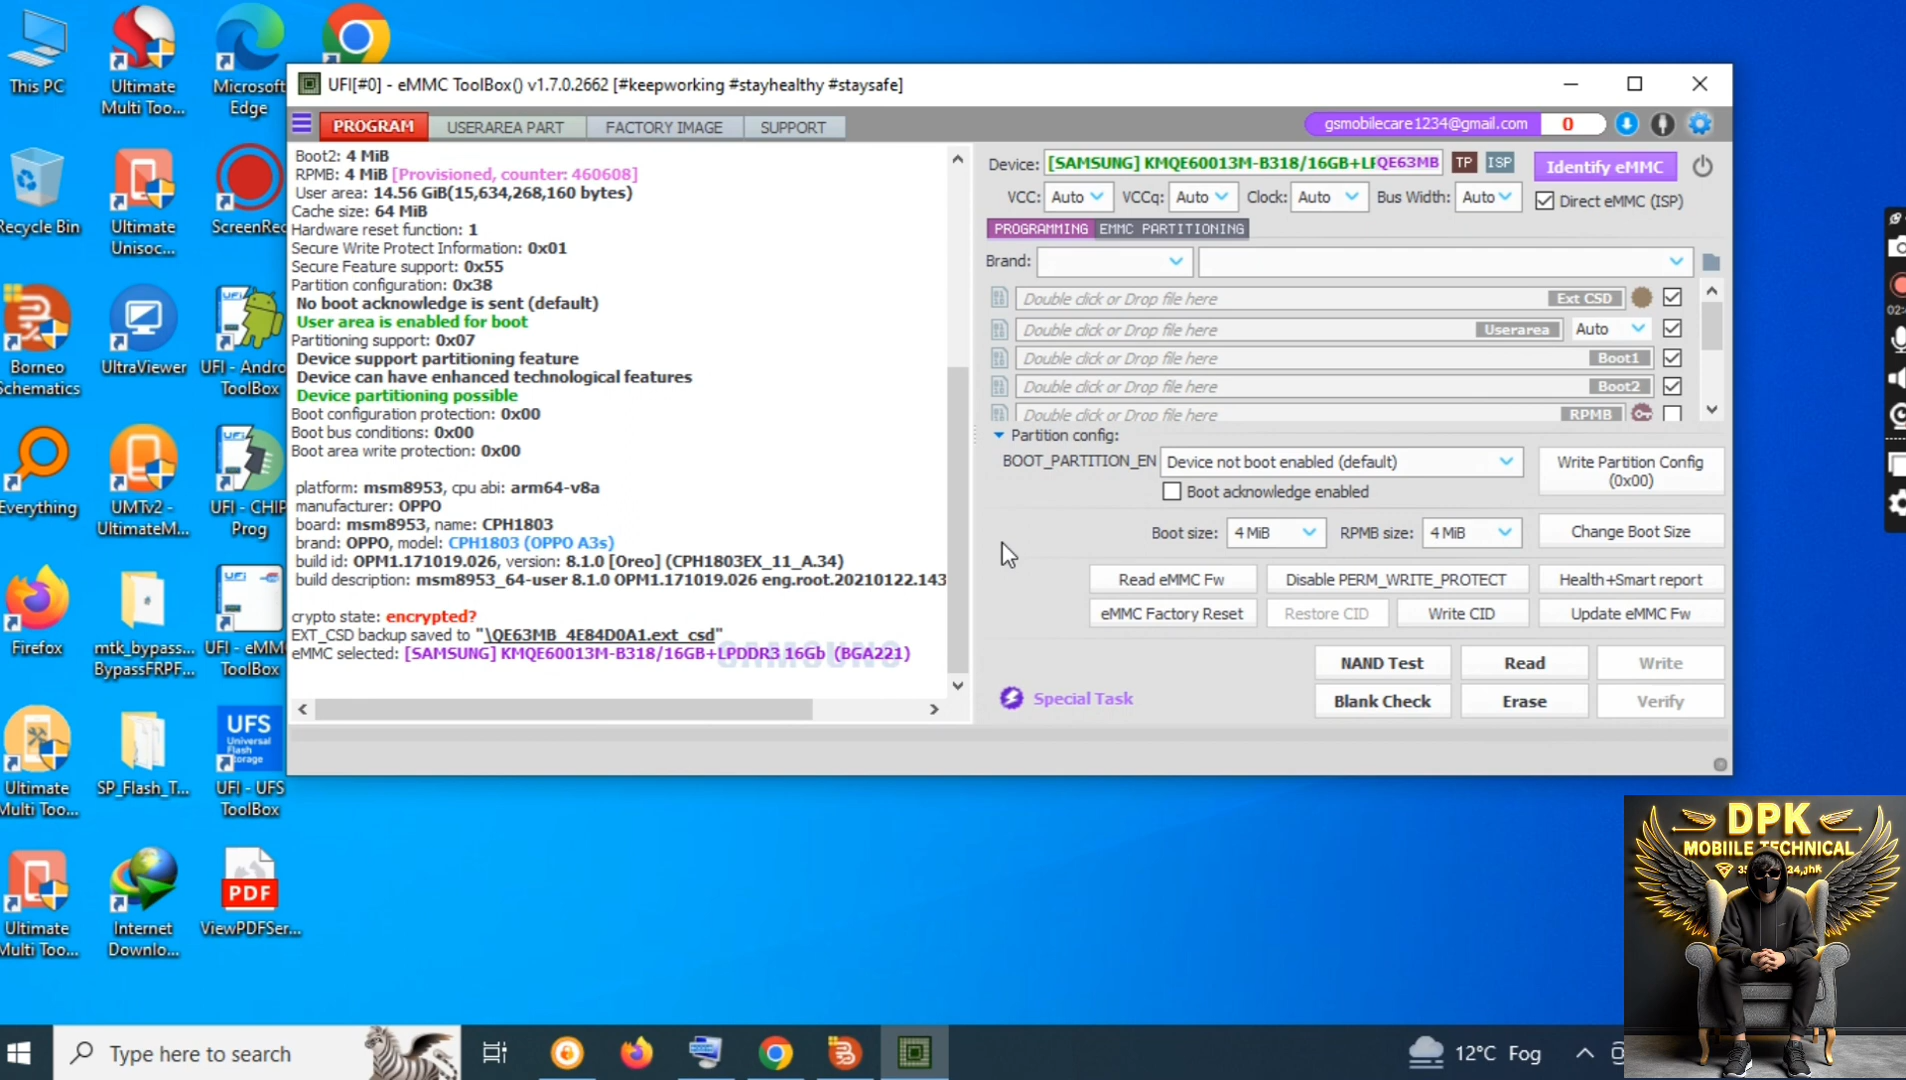 This PC
Ultimate
Multi Too...
Microsoft
Edge
Recycle Bin
Ultimate
Unisoc...
ScreenRec
Borneo
Schematics
UltraViewer
UFI - Andro
ToolBox
Everything
UMTv2 -
UltimateM...
UFI - CHIP
Prog
Firefox
mtk_bypass...
BypassFRPF...
UFI - eMM
ToolBox
Ultimate
Multi Too...
SP_Flash_T...
UFS
Universal
Flash
Storage
UFI - UFS
ToolBox
Ultimate
Multi Too...
Internet
Downlo...
PDF
ViewPDFSer...
UFI[#0] - eMMC ToolBox() v1.7.0.2662 [#keepworking #stayhealthy #staysafe]
PROGRAM
USERAREA PART
FACTORY IMAGE
SUPPORT
gsmobilecare1234@gmail.com
0
Boot2: 4 MiB
RPMB: 4 MiB [Provisioned, counter: 460608]
User area: 14.56 GiB(15,634,268,160 bytes)
Cache size: 64 MiB
Hardware reset function: 1
Secure Write Protect Information: 0x01
Secure Feature support: 0x55
Partition configuration: 0x38
No boot acknowledge is sent (default)
User area is enabled for boot
Partitioning support: 0x07
Device support partitioning feature
Device can have enhanced technological features
Device partitioning possible
Boot configuration protection: 0x00
Boot bus conditions: 0x00
Boot area write protection: 0x00
platform: msm8953, cpu abi: arm64-v8a
manufacturer: OPPO
board: msm8953, name: CPH1803
brand: OPPO, model: CPH1803 (OPPO A3s)
build id: OPM1.171019.026, version: 8.1.0 [Oreo] (CPH1803EX_11_A.34)
build description: msm8953_64-user 8.1.0 OPM1.171019.026 eng.root.20210122.143
crypto state: encrypted?
EXT_CSD backup saved to "\QE63MB_4E84D0A1.ext_csd"
eMMC selected: [SAMSUNG] KMQE60013M-B318/16GB+LPDDR3 16Gb (BGA221)
SAMSUNG
Device: [SAMSUNG] KMQE60013M-B318/16GB+LPQE63MB TP ISP
Identify eMMC
VCC: Auto VCCq: Auto Clock: Auto Bus Width: Auto Direct eMMC (ISP)
PROGRAMMING EMMC PARTITIONING
Brand:
Double click or Drop file here Ext CSD
Double click or Drop file here Userarea Auto
Double click or Drop file here Boot1
Double click or Drop file here Boot2
Double click or Drop file here RPMB
Partition config:
BOOT_PARTITION_EN Device not boot enabled (default)
Write Partition Config
(0x00)
Boot acknowledge enabled
Boot size: 4 MiB RPMB size: 4 MiB Change Boot Size
Read eMMC Fw Disable PERM_WRITE_PROTECT Health+Smart report
eMMC Factory Reset Restore CID Write CID Update eMMC Fw
NAND Test Read Write
Special Task
Blank Check Erase Verify
DPK
MOBIILE TECHNICAL
Type here to search
12°C Fog